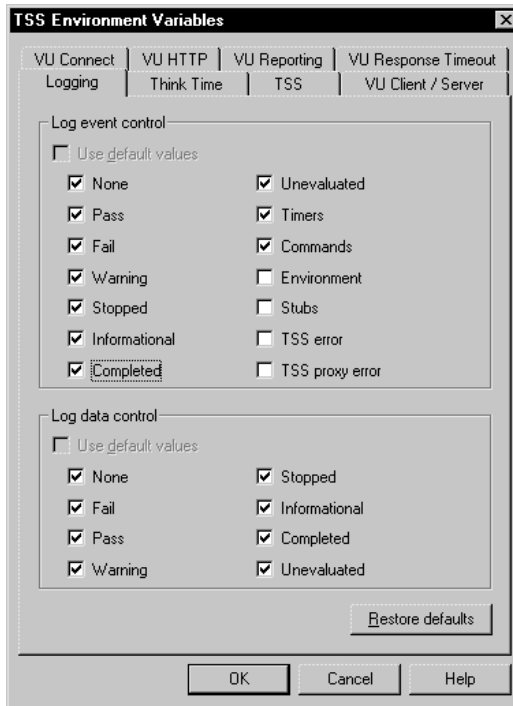 TSS Environment Variables
VU Connect VU HTTP VU Reporting VU Response Timeout
Logging Think Time TSS VU Client / Server
Log event control
Use default values
None Unevaluated
Pass Timers
Fail Commands
Warning Environment
Stopped Stubs
Informational TSS error
Completed TSS proxy error
Log data control
Use default values
None Stopped
Fail Informational
Pass Completed
Warning Unevaluated
Restore defaults
OK Cancel Help